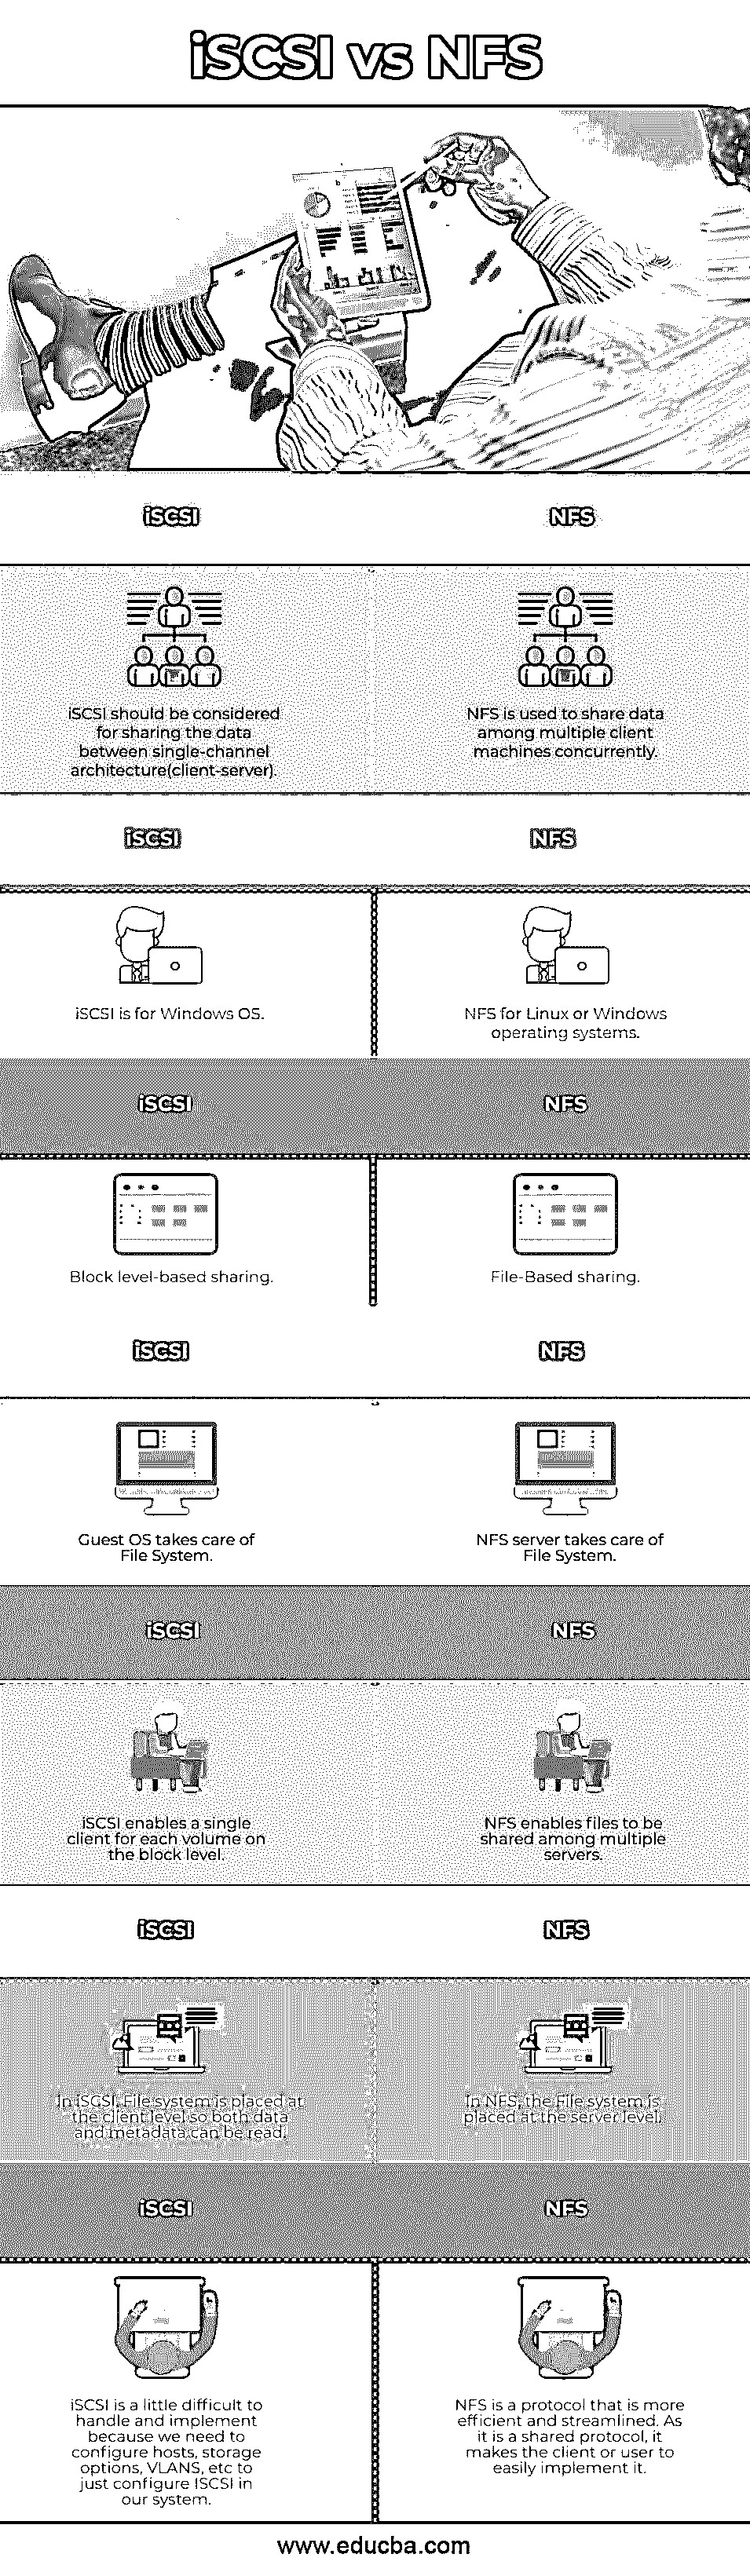 iSCSI vs NFS
iSCSI
NFS
iSCSI should be considered
for sharing the data
between single-channel
architecture(client-server).
NFS is used to share data
among multiple client
machines concurrently.
iSCSI
NFS
iSCSI is for Windows OS.
NFS for Linux or Windows
operating systems.
iSCSI
NFS
Block level-based sharing.
File-Based sharing.
iSCSI
NFS
Guest OS takes care of
File System.
NFS server takes care of
File System.
iSCSI
NFS
iSCSI enables a single
client for each volume on
the block level.
NFS enables files to be
shared among multiple
servers.
iSCSI
NFS
In iSCSI, File system is placed at
the client level so both data
and metadata can be read.
In NFS, the File system is
placed at the server level.
iSCSI
NFS
iSCSI is a little difficult to
handle and implement
because we need to
configure hosts, storage
options, VLANS, etc to
just configure ISCSI in
our system.
NFS is a protocol that is more
efficient and streamlined. As
it is a shared protocol, it
makes the client or user to
easily implement it.
www.educba.com